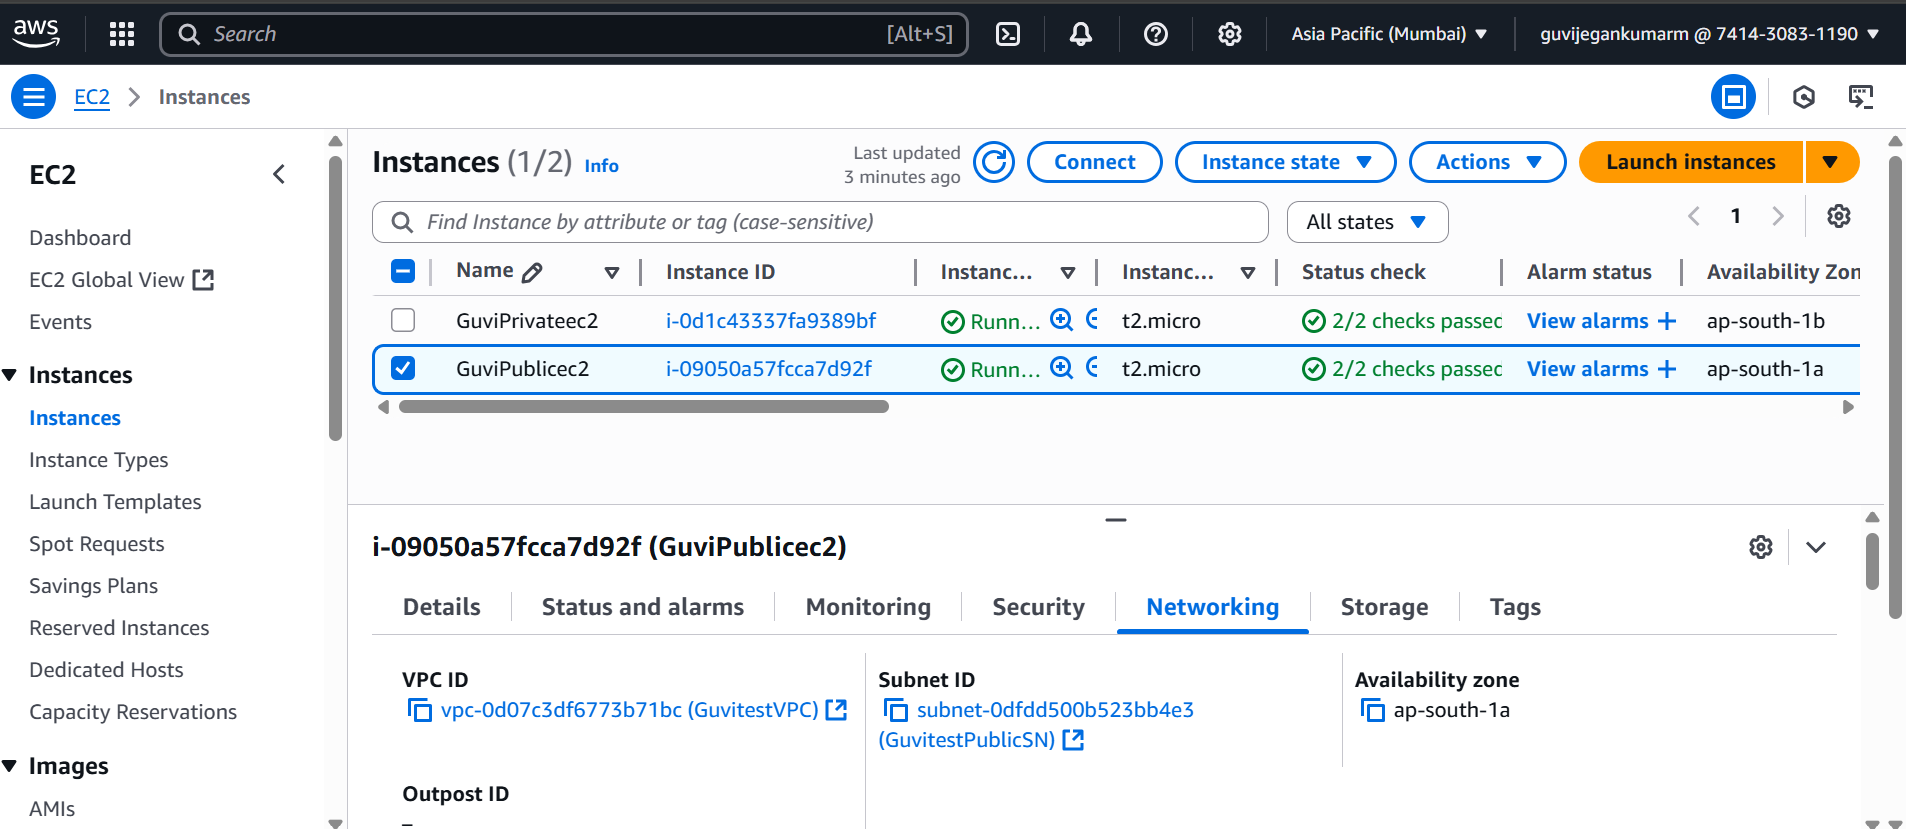 aws
Search [Alt+S]
Asia Pacific (Mumbai)
guvijegankumarm @ 7414-3083-1190
EC2 Instances
EC2
Dashboard
EC2 Global View
Events
Instances
Instances
Instance Types
Launch Templates
Spot Requests
Savings Plans
Reserved Instances
Dedicated Hosts
Capacity Reservations
Images
AMIs
Instances (1/2) Info
Last updated
3 minutes ago
Connect
Instance state
Actions
Launch instances
Find Instance by attribute or tag (case-sensitive)
All states
1
Name Instance ID Instanc... Instanc... Status check Alarm status Availability Zon
GuviPrivateec2 i-0d1c43337fa9389bf Runn... t2.micro 2/2 checks passed View alarms + ap-south-1b
GuviPublicec2 i-09050a57fcca7d92f Runn... t2.micro 2/2 checks passed View alarms + ap-south-1a
i-09050a57fcca7d92f (GuviPublicec2)
Details Status and alarms Monitoring Security Networking Storage Tags
VPC ID
vpc-0d07c3df6773b71bc (GuvitestVPC)
Subnet ID
subnet-0dfdd500b523bb4e3
(GuvitestPublicSN)
Availability zone
ap-south-1a
Outpost ID
–